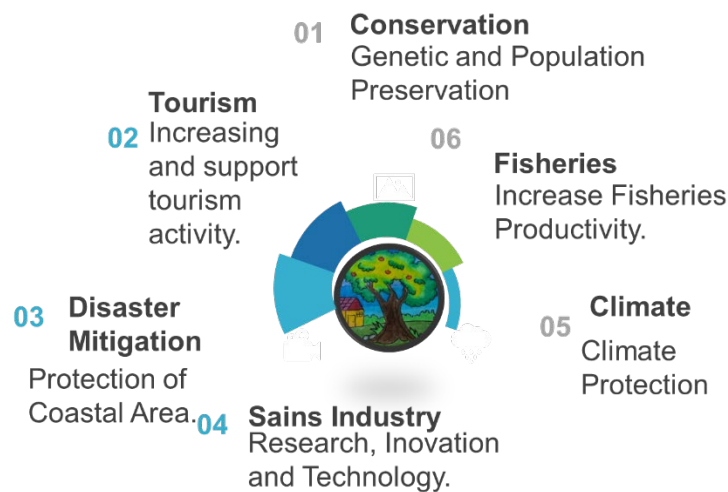 01
Conservation
Genetic and Population
Preservation
02
Tourism
Increasing
and support
tourism
activity.
03
Disaster
Mitigation
Protection of
Coastal Area.
04
Sains Industry
Research, Inovation
and Technology.
05
Climate
Climate
Protection
06
Fisheries
Increase Fisheries
Productivity.